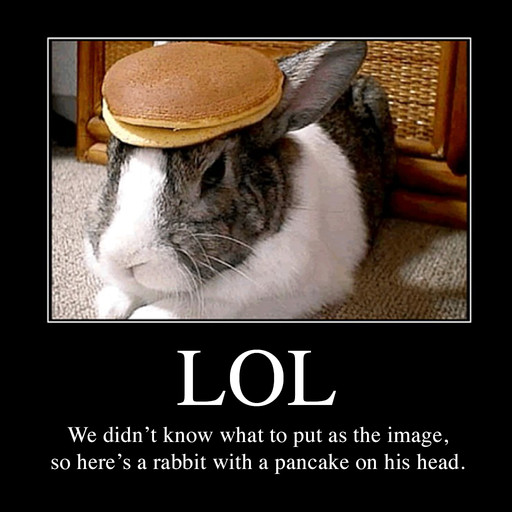 LOL
We didn’t know what to put as the image,
so here’s a rabbit with a pancake on his head.